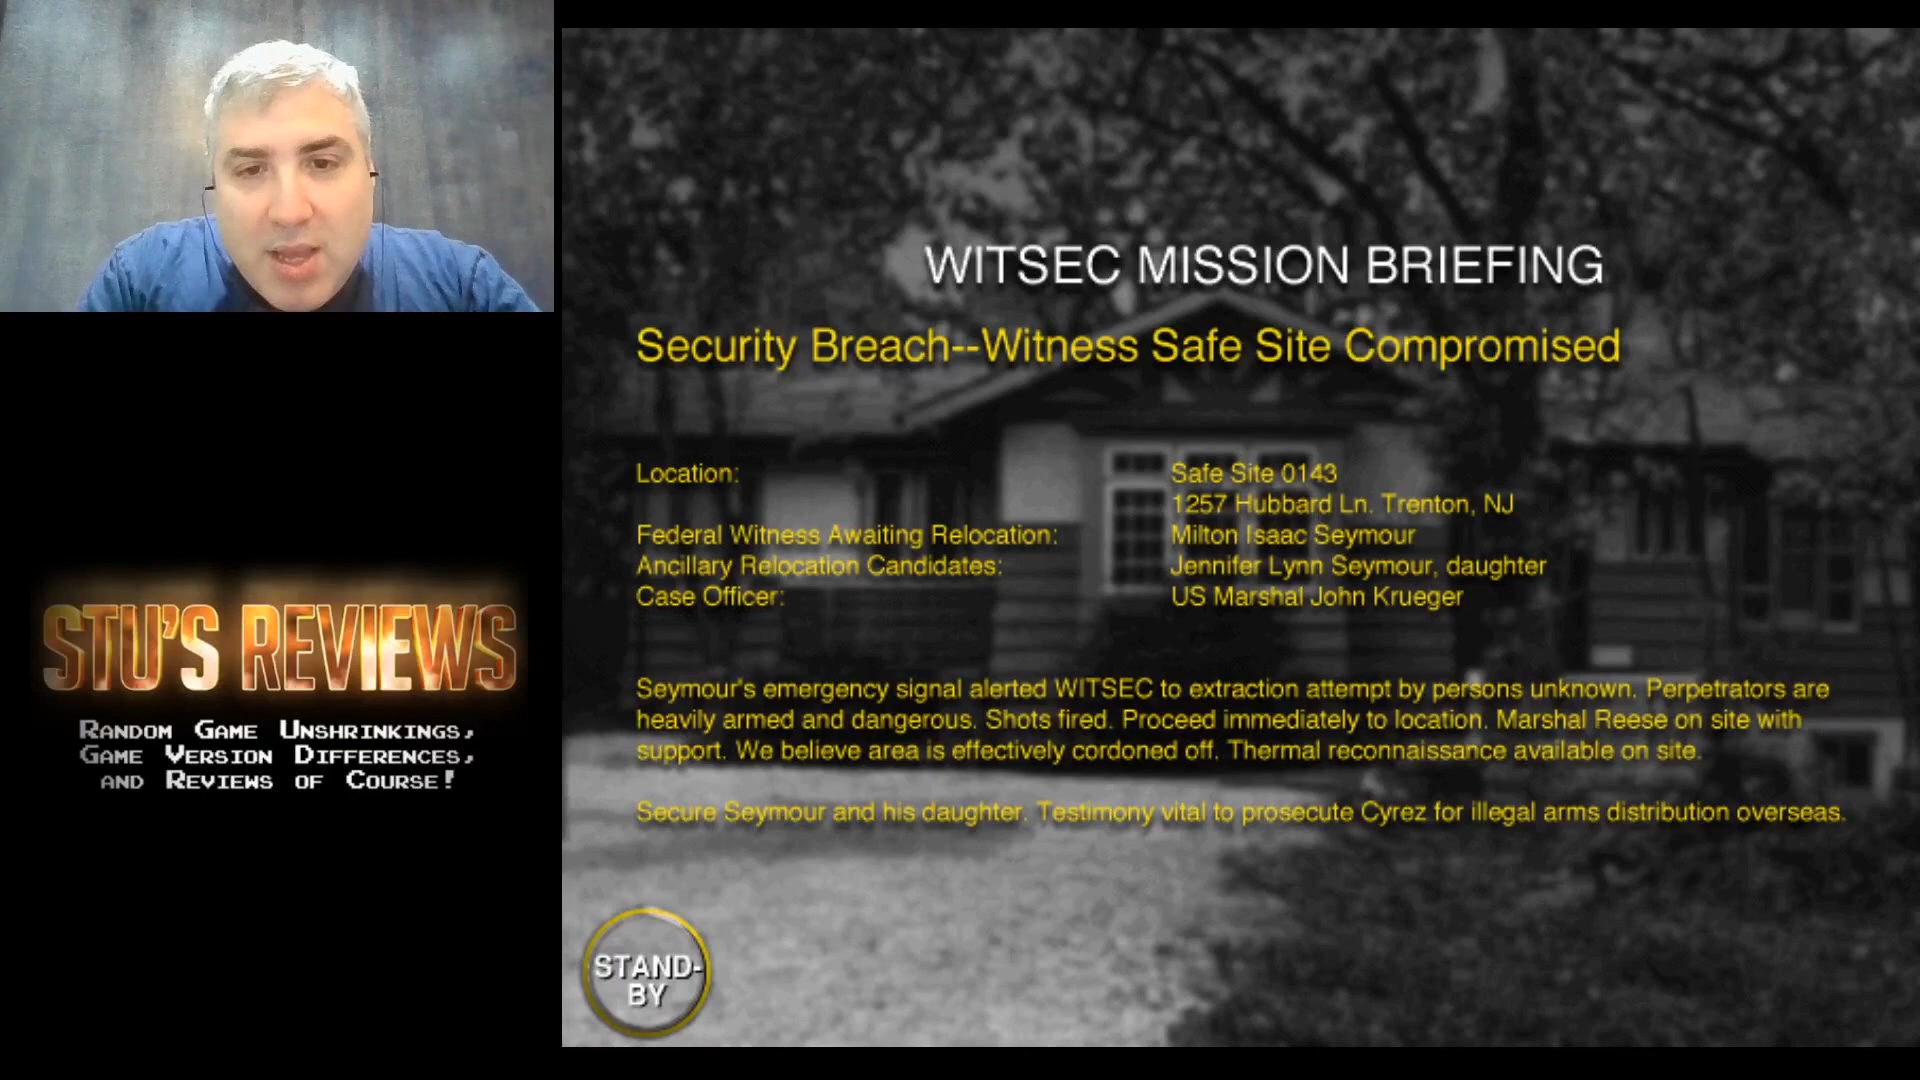 WITSEC MISSION BRIEFING
Security Breach--Witness Safe Site Compromised
Location: Safe Site 0143
1257 Hubbard Ln. Trenton, NJ
Federal Witness Awaiting Relocation: Milton Isaac Seymour
Ancillary Relocation Candidates: Jennifer Lynn Seymour, daughter
Case Officer: US Marshal John Krueger
Seymour's emergency signal alerted WITSEC to extraction attempt by persons unknown. Perpetrators are
heavily armed and dangerous. Shots fired. Proceed immediately to location. Marshal Reese on site with
support. We believe area is effectively cordoned off. Thermal reconnaissance available on site.
Secure Seymour and his daughter. Testimony vital to prosecute Cyrez for illegal arms distribution overseas.
STAND-
BY
STU'S REVIEWS
RANDOM GAME UNSHRINKINGS,
GAME VERSION DIFFERENCES,
AND REVIEWS OF COURSE!